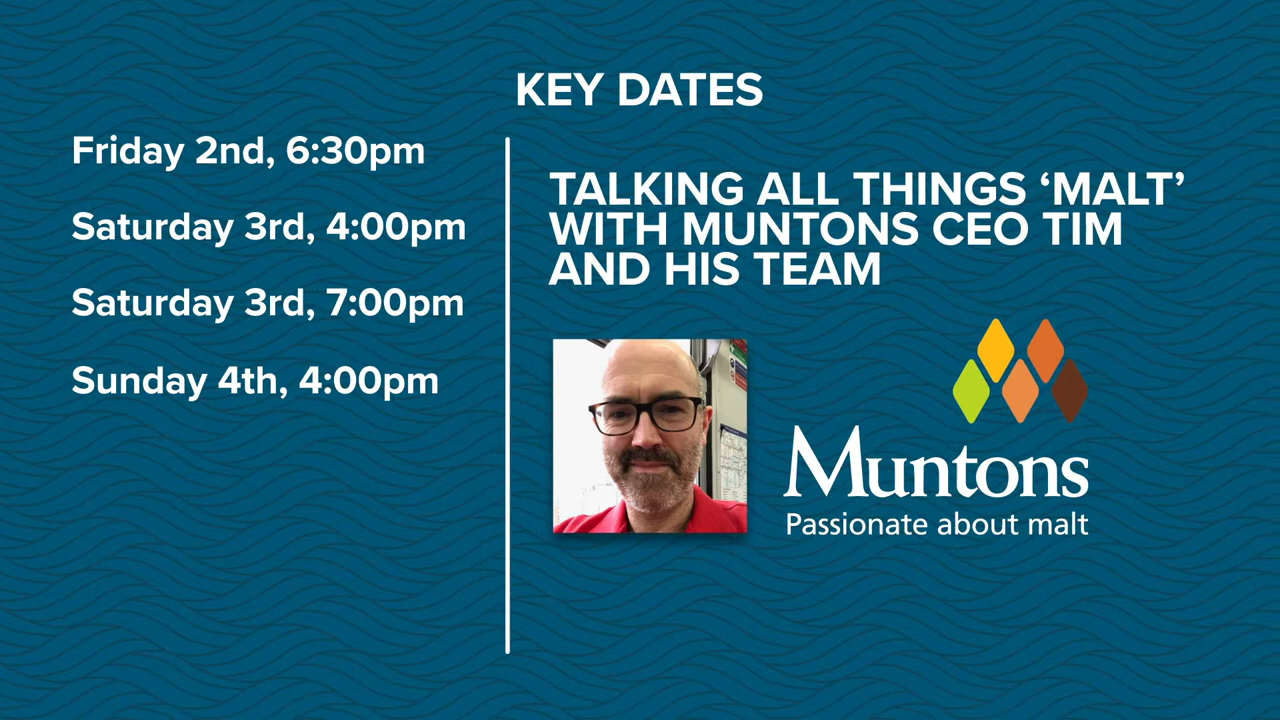 KEY DATES
Friday 2nd, 6:30pm
Saturday 3rd, 4:00pm
Saturday 3rd, 7:00pm
Sunday 4th, 4:00pm
TALKING ALL THINGS ‘MALT’
WITH MUNTONS CEO TIM
AND HIS TEAM
Muntons
Passionate about malt